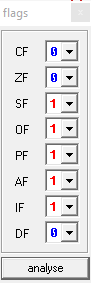 flags
CF 0
ZF 0
SF 1
OF 1
PF 1
AF 1
IF 1
DF 0
analyse